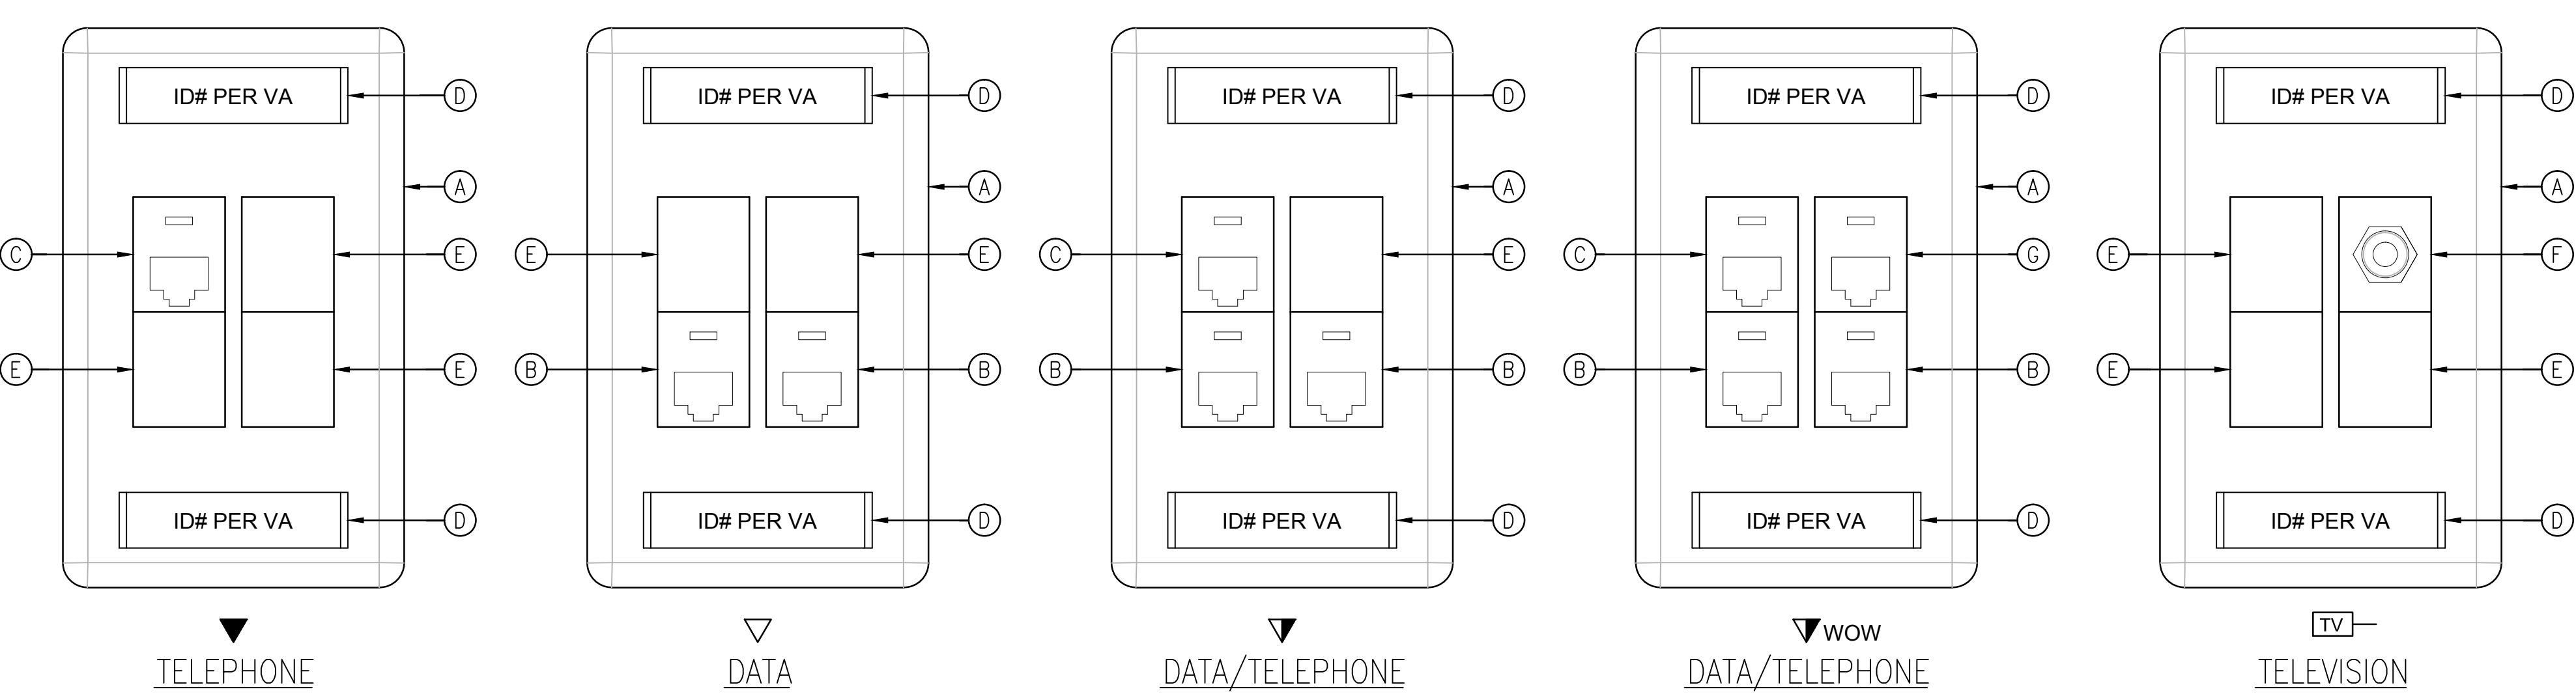 ID# PER VA
D
A
C
E
E
E
ID# PER VA
D
TELEPHONE
ID# PER VA
D
A
E
E
B
B
ID# PER VA
D
DATA
ID# PER VA
D
A
C
E
B
B
ID# PER VA
D
DATA/TELEPHONE
ID# PER VA
D
A
C
G
B
B
ID# PER VA
D
WOW
DATA/TELEPHONE
ID# PER VA
D
A
E
F
E
E
ID# PER VA
D
TV
TELEVISION